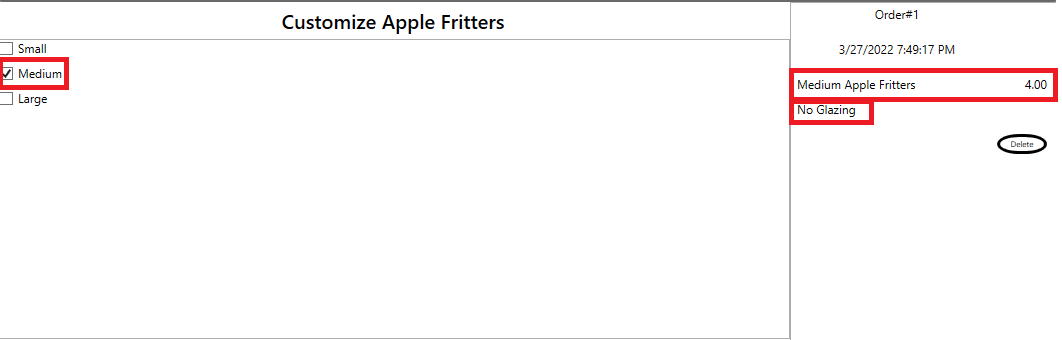 Customize Apple Fritters
Small
Medium
Large
Order#1
3/27/2022 7:49:17 PM
Medium Apple Fritters 4.00
No Glazing
Delete